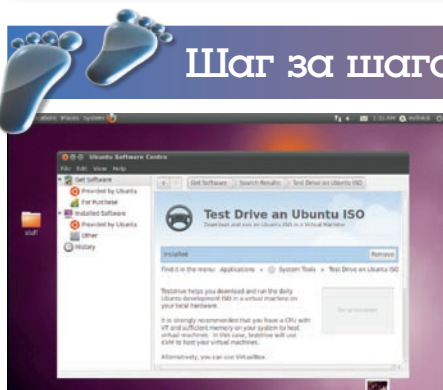 Шаг за шаго
Places System
1:31 AM
Ubuntu Software Centre
File Edit View Help
Get Software
Provided by Ubuntu
For Purchase
Installed Software
Provided by Ubuntu
Other
History
Get Software
Search Results
Test Drive an Ubuntu ISO
Test Drive an Ubuntu ISO
Download and run an Ubuntu ISO in a Virtual Machine
Installed
Remove
Find it in the menu: Applications System Tools Test Drive an Ubuntu ISO
Testdrive helps you download and run the daily
Ubuntu development ISO in a virtual machine on
your local hardware.
It is strongly recommended that you have a CPU with
VT and sufficient memory on your system to host
virtual machines. In this case, testdrive will use
KVM to host your virtual machines.
Alternatively, you can use VirtualBox.